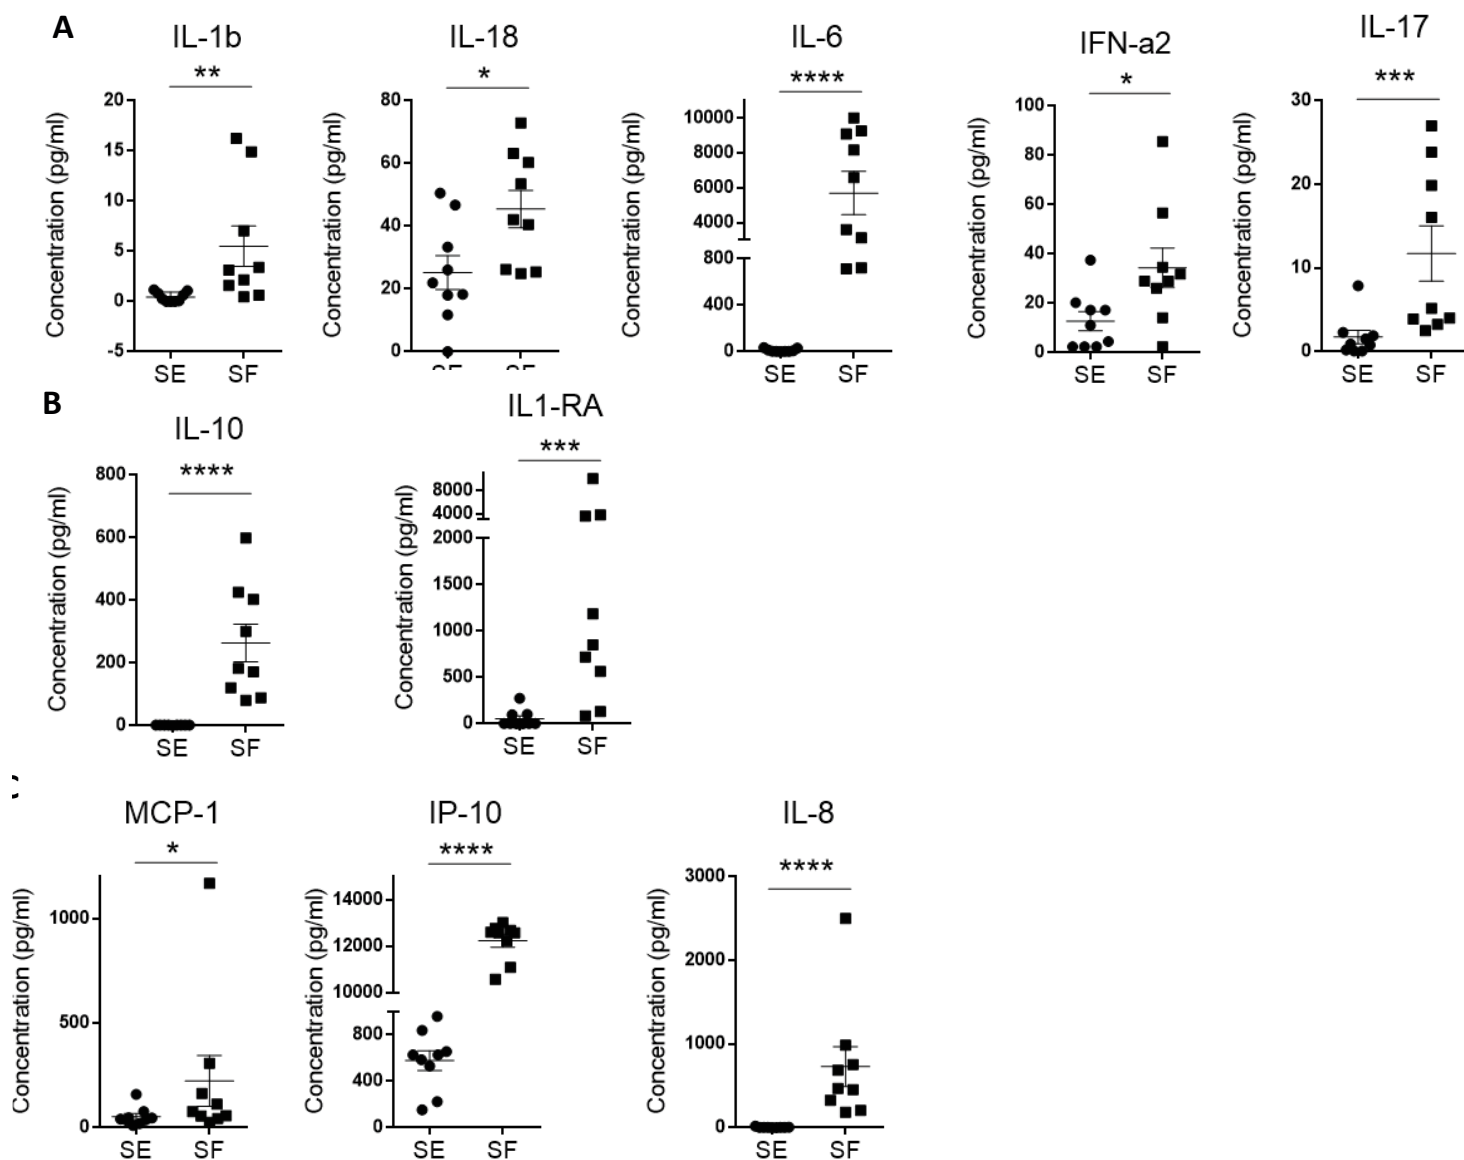 A
IL-1b
**
Concentration (pg/ml)
20
15
10
5
0
-5
SE
SF
IL-18
*
Concentration (pg/ml)
80
60
40
20
0
SE
SF
IL-6
****
Concentration (pg/ml)
10000
8000
6000
4000
800
400
0
SE
SF
IFN-a2
*
Concentration (pg/ml)
100
80
60
40
20
0
SE
SF
IL-17
***
Concentration (pg/ml)
30
20
10
0
SE
SF
B
IL-10
****
Concentration (pg/ml)
800
600
400
200
0
SE
SF
IL1-RA
***
Concentration (pg/ml)
8000
4000
2000
1500
1000
500
0
SE
SF
MCP-1
*
Concentration (pg/ml)
1000
500
0
SE
SF
IP-10
****
Concentration (pg/ml)
14000
12000
10000
800
400
0
SE
SF
IL-8
****
Concentration (pg/ml)
3000
2000
1000
0
SE
SF